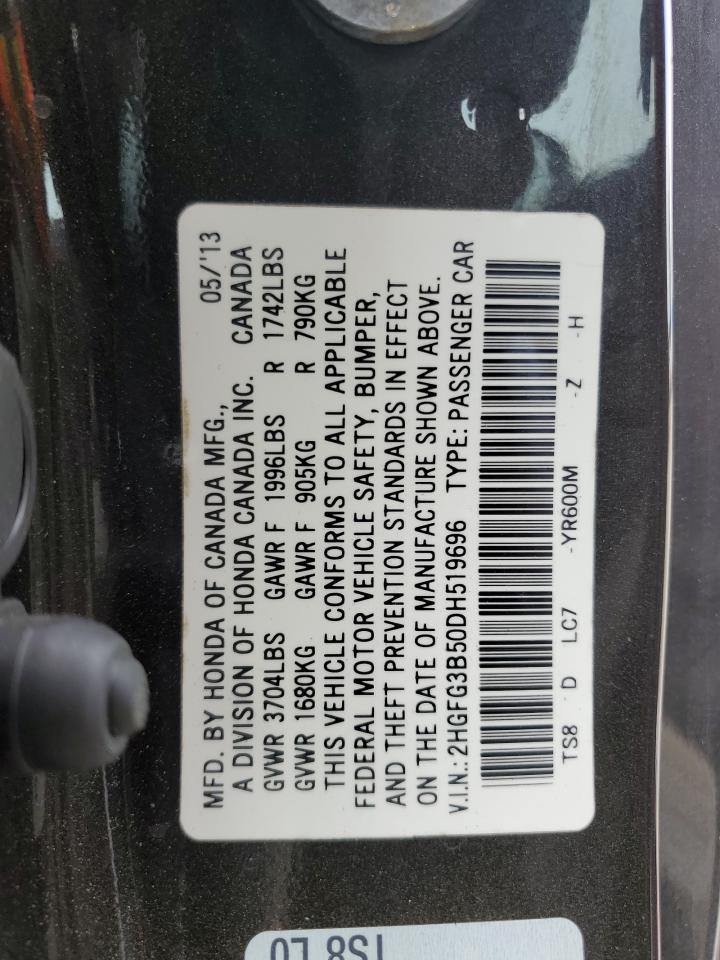 MFD. BY HONDA OF CANADA MFG., 05/'13
A DIVISION OF HONDA CANADA INC. CANADA
GVWR 3704LBS GAWR F 1996LBS R 1742LBS
GVWR 1680KG GAWR F 905KG R 790KG
THIS VEHICLE CONFORMS TO ALL APPLICABLE
FEDERAL MOTOR VEHICLE SAFETY, BUMPER,
AND THEFT PREVENTION STANDARDS IN EFFECT
ON THE DATE OF MANUFACTURE SHOWN ABOVE.
V.I.N.: 2HGFG3B50DH519696 TYPE: PASSENGER CAR
TS8 D LC7 -YR600M -Z -H
TS8